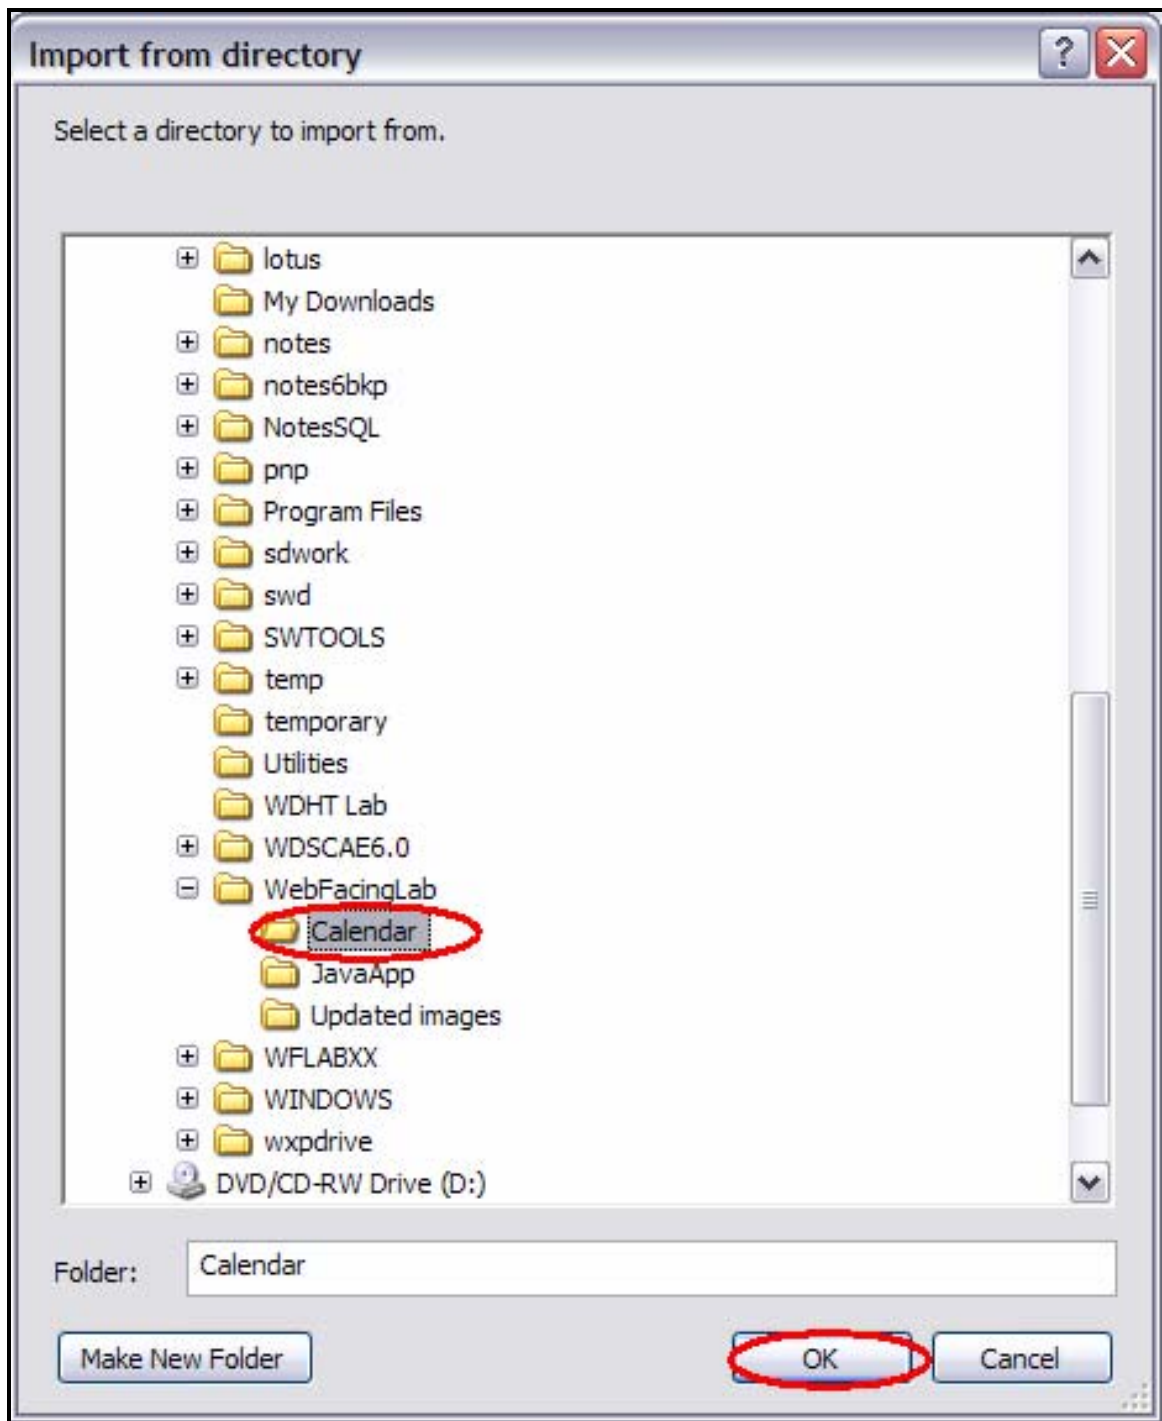 Import from directory
Select a directory to import from.
lotus
My Downloads
notes
notes6bkp
NotesSQL
pnp
Program Files
sdwork
swd
SWTOOLS
temp
temporary
Utilities
WDHT Lab
WDSCAE6.0
WebFacingLab
Calendar
JavaApp
Updated images
WFLABXX
WINDOWS
wxpdrive
DVD/CD-RW Drive (D:)
Folder: Calendar
Make New Folder OK Cancel